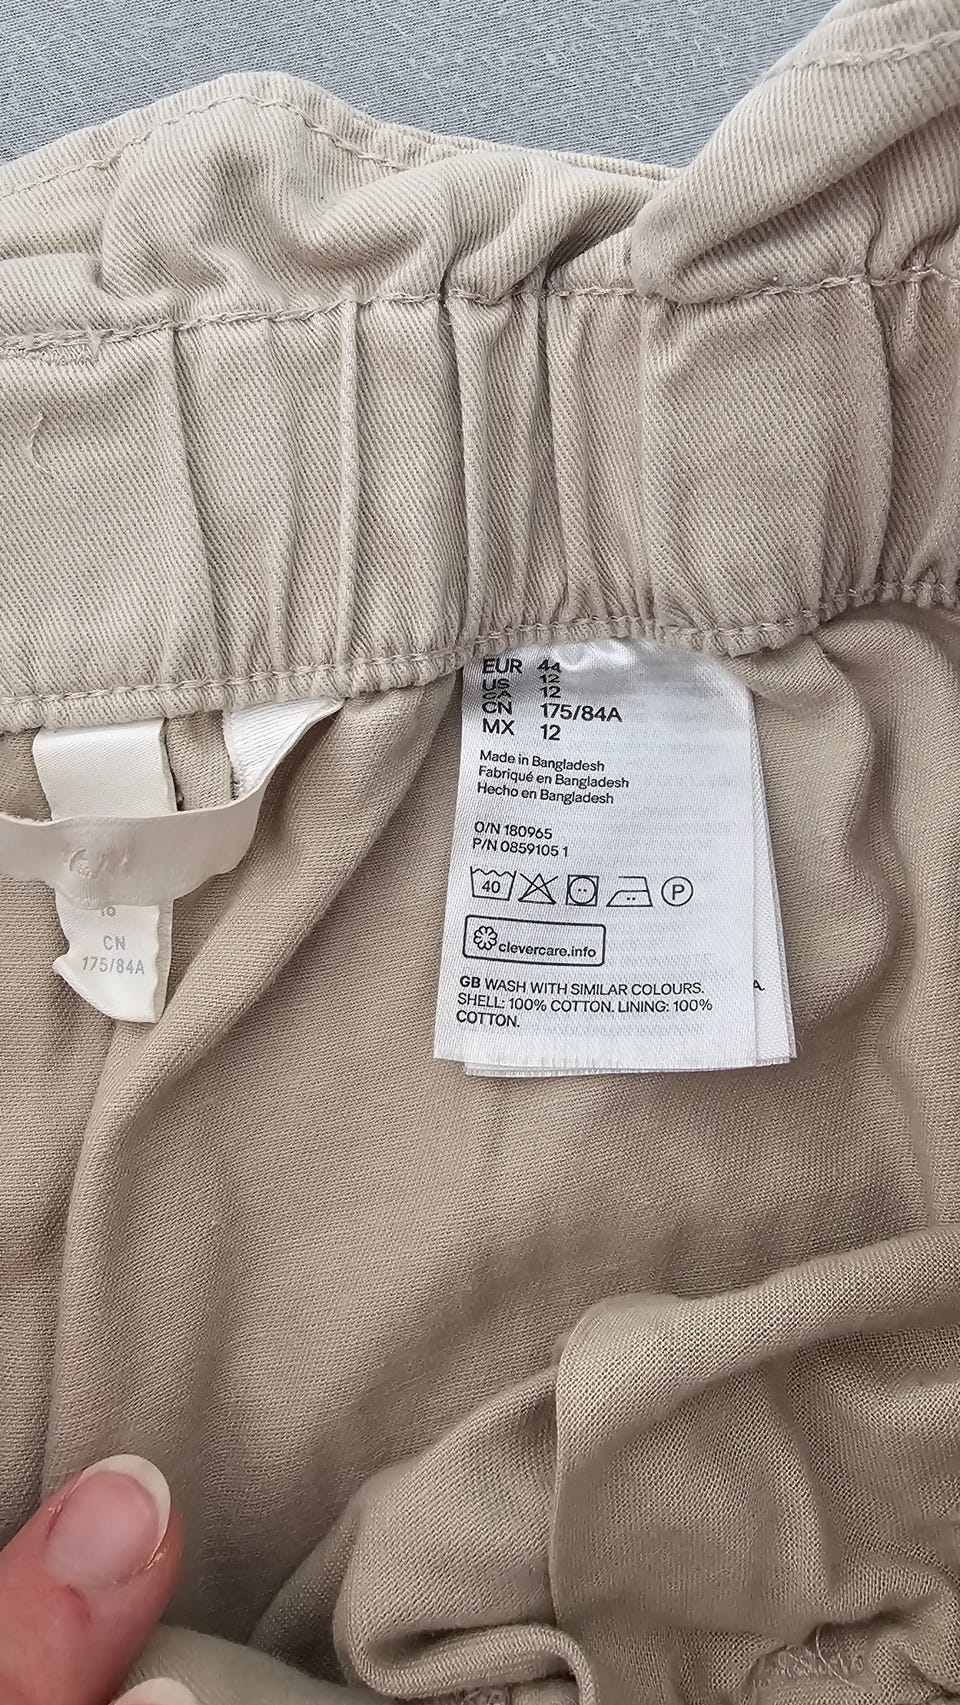 EUR 44
US 12
CA 12
CN 175/84A
MX 12
Made in Bangladesh
Fabriqué en Bangladesh
Hecho en Bangladesh
O/N 180965
P/N 0859105 1
40
P
clevercare.info
GB WASH WITH SIMILAR COLOURS.
SHELL: 100% COTTON. LINING: 100%
COTTON.
A.
H&M
CN
175/84A